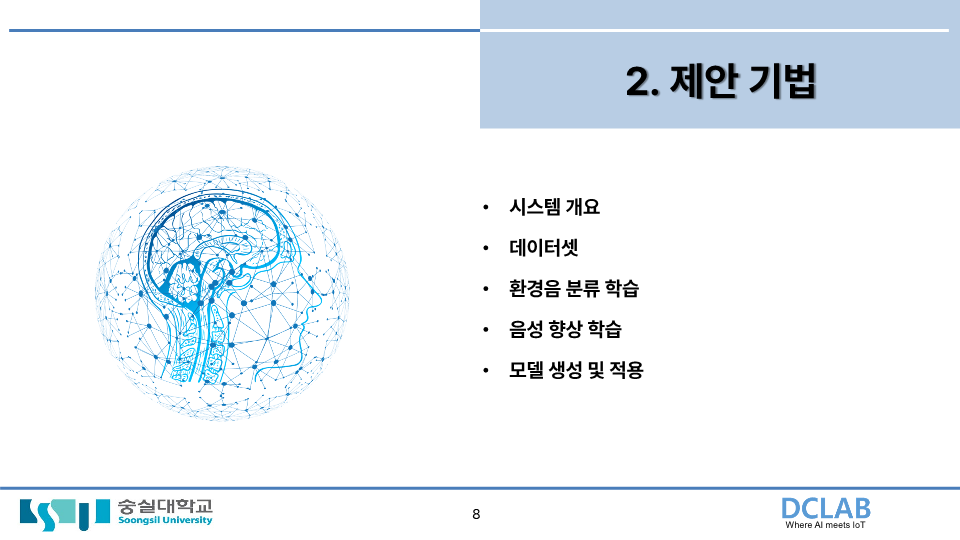 2. 제안 기법
• 시스템 개요
• 데이터셋
• 환경음 분류 학습
• 음성 향상 학습
• 모델 생성 및 적용
숭실대학교
Soongsil University
8
DCLAB
Where AI meets IoT